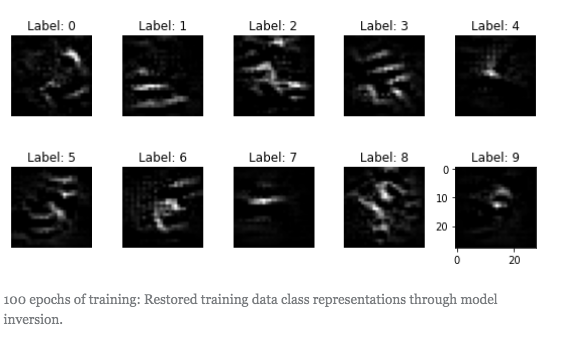 Label: 0 Label: 1 Label: 2 Label: 3 Label: 4
Label: 5 Label: 6 Label: 7 Label: 8 Label: 9
0
10
20
0 20
100 epochs of training: Restored training data class representations through model
inversion.